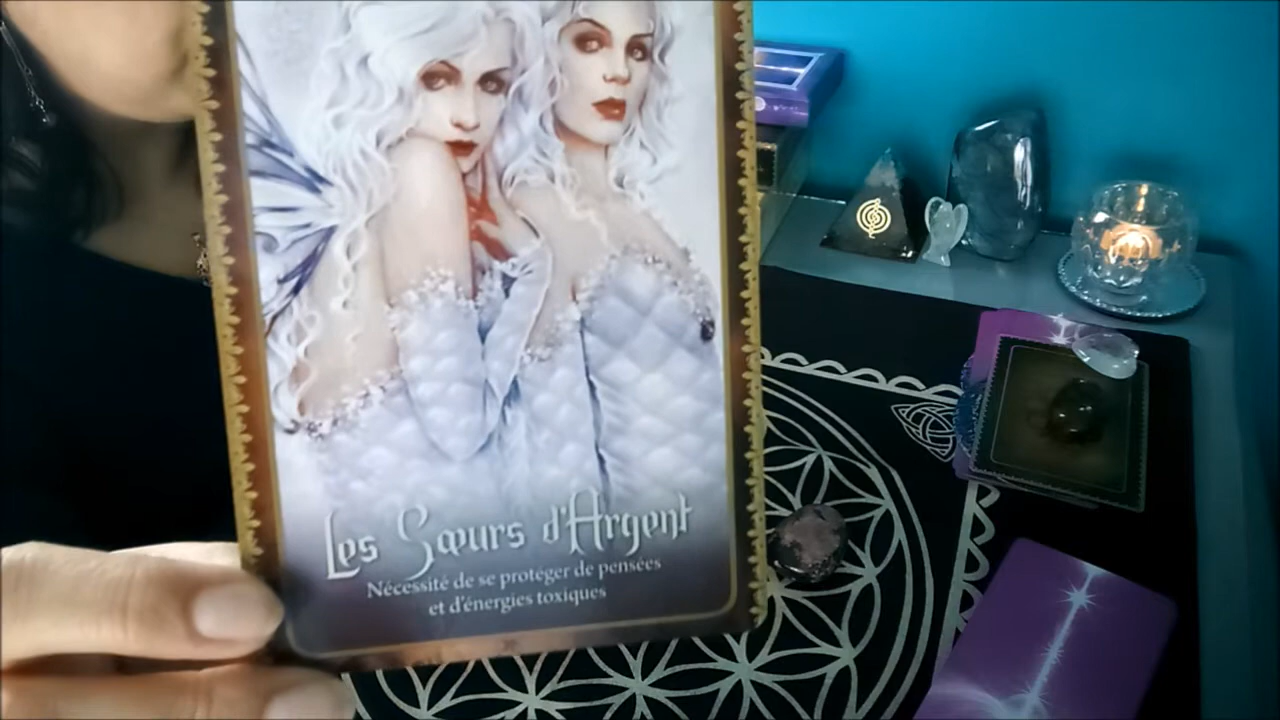 Les Sœurs d'Argent
Nécessité de se protéger de pensées
et d'énergies toxiques